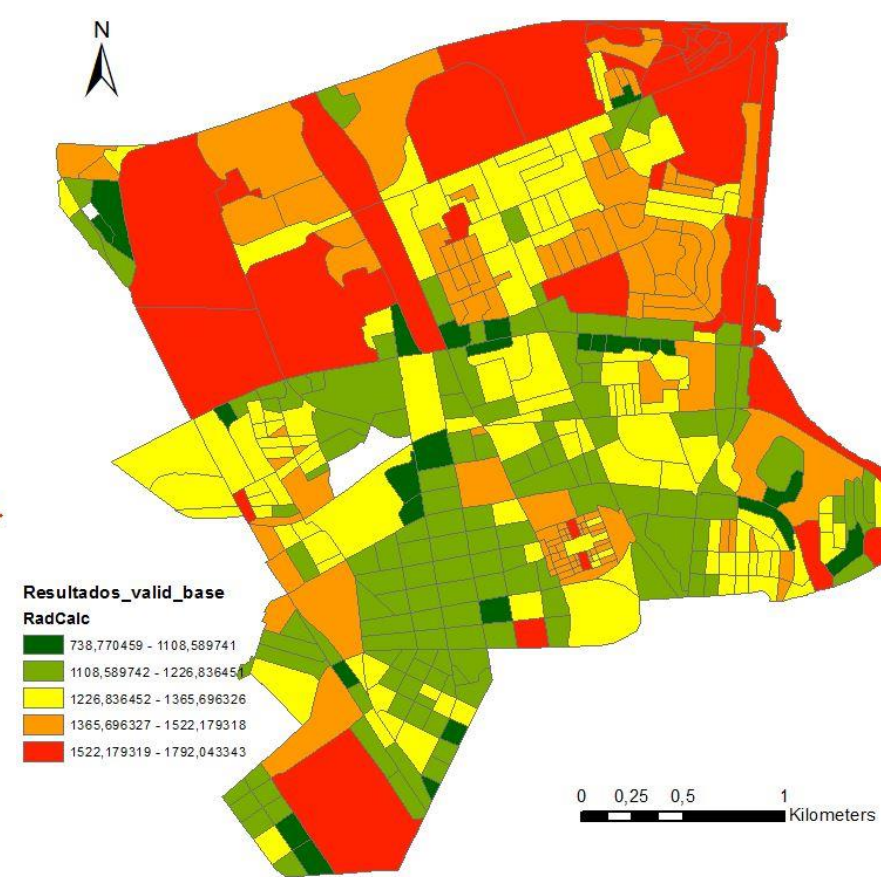 N
Resultados_valid_base
RadCalc
738,770459 - 1108,589741
1108,589742 - 1226,836451
1226,836452 - 1365,696326
1365,696327 - 1522,179318
1522,179319 - 1792,043343
0 0,25 0,5 1
Kilometers